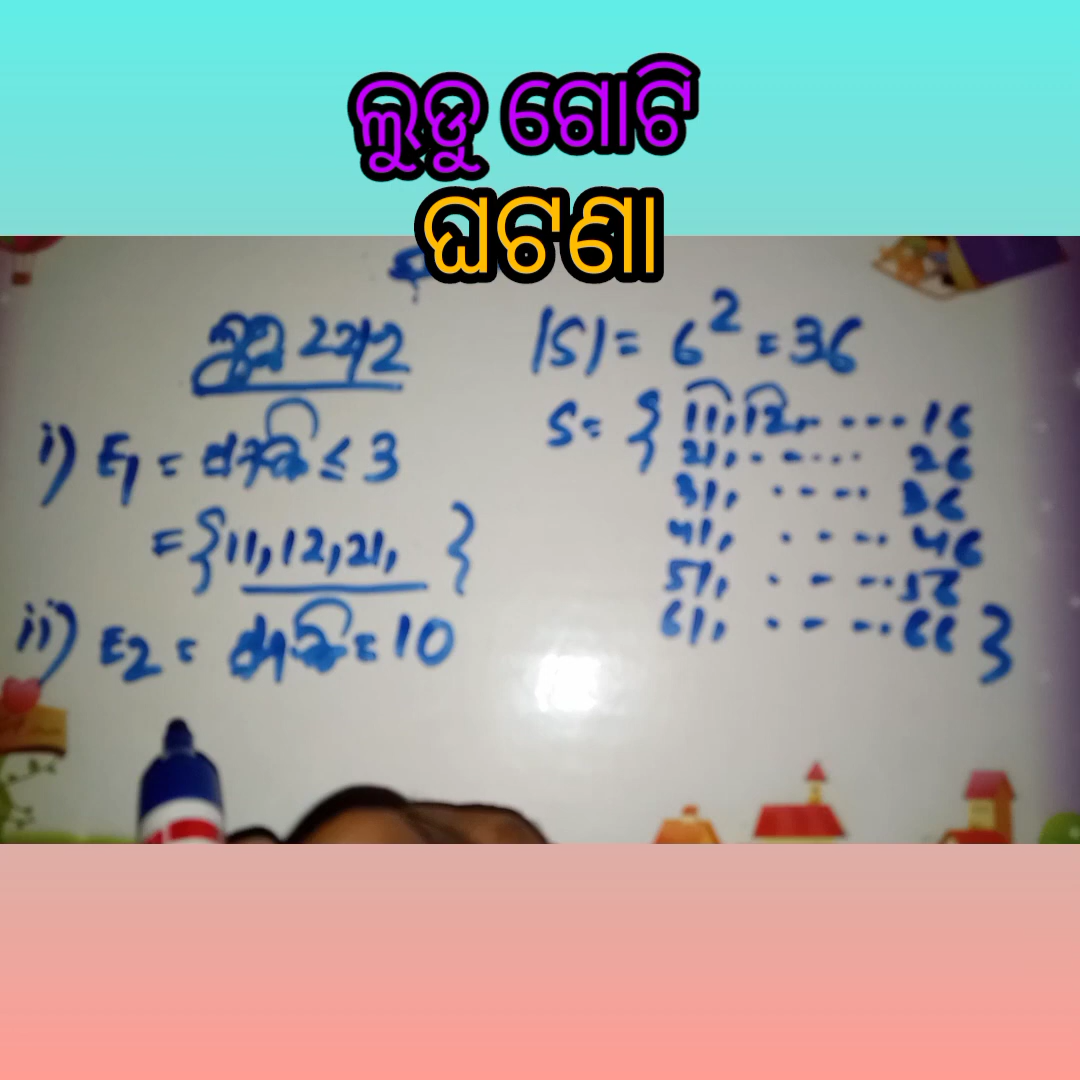 ଲୁଡୁ ଗୋଟି
ଘଟଣା
|S| = 6² = 36
S = { 11, 12, .... 16
i) E1 = ≤ 3
21, ..... 26
31, .... 36
= { 11, 12, 21, }
41, .... 46
51, .... 56
ii) E2 = = 10
61, .... 66 }